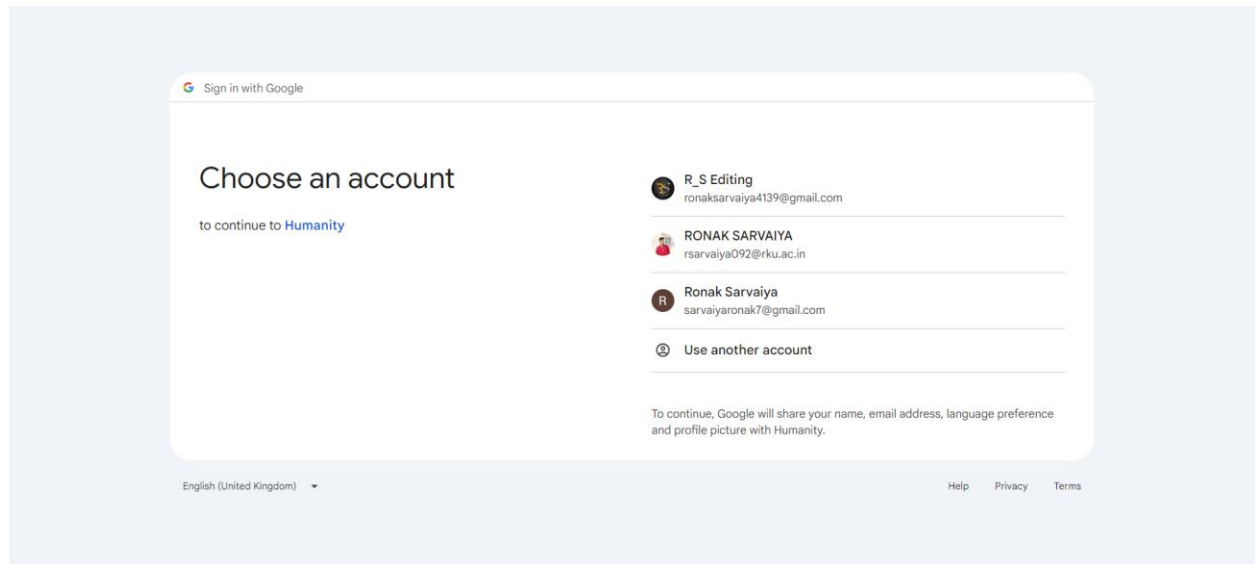 Sign in with Google
Choose an account
to continue to Humanity
R_S Editing
ronaksarvaiya4139@gmail.com
RONAK SARVAIYA
rsarvaiya092@rku.ac.in
R
Ronak Sarvaiya
sarvaiyaronak7@gmail.com
Use another account
To continue, Google will share your name, email address, language preference
and profile picture with Humanity.
English (United Kingdom)
Help Privacy Terms